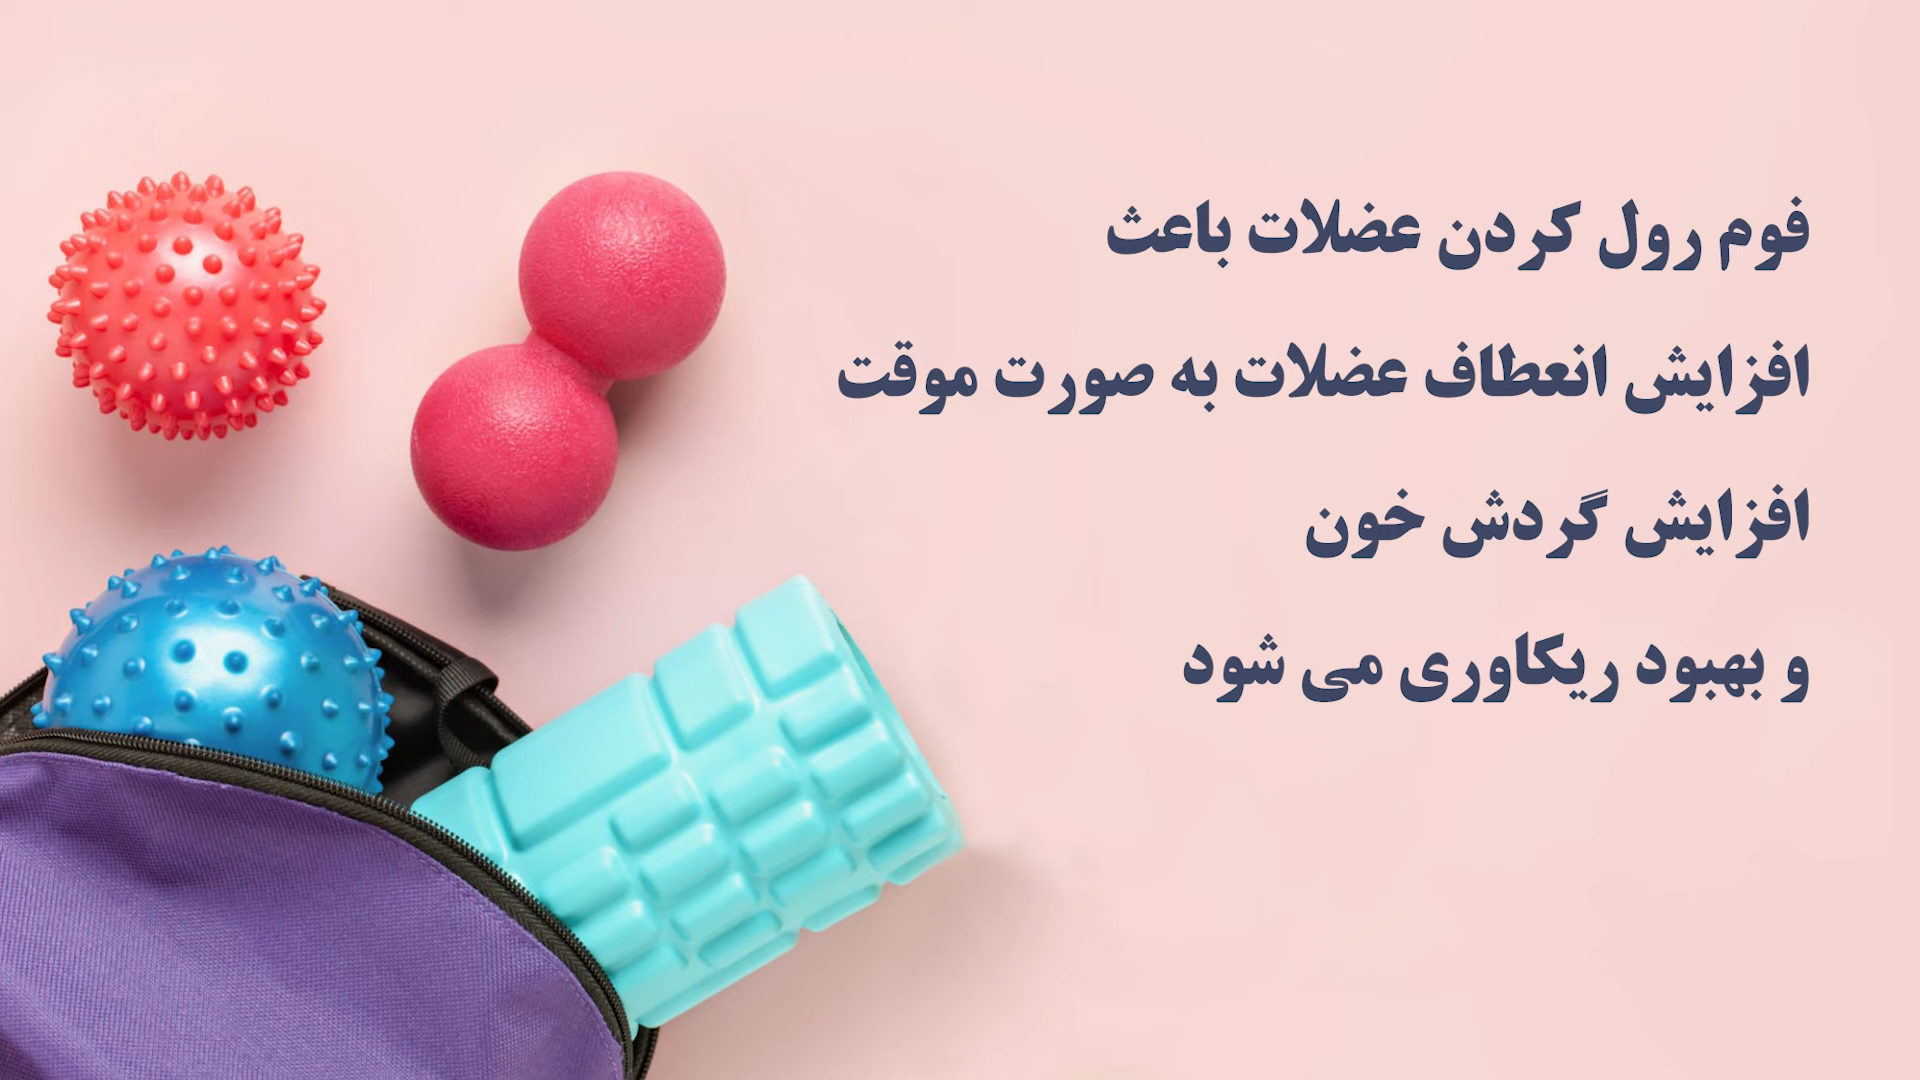 فوم رول کردن عضلات باعث
افزایش انعطاف عضلات به صورت موقت
افزایش گردش خون
و بهبود ریکاوری می شود